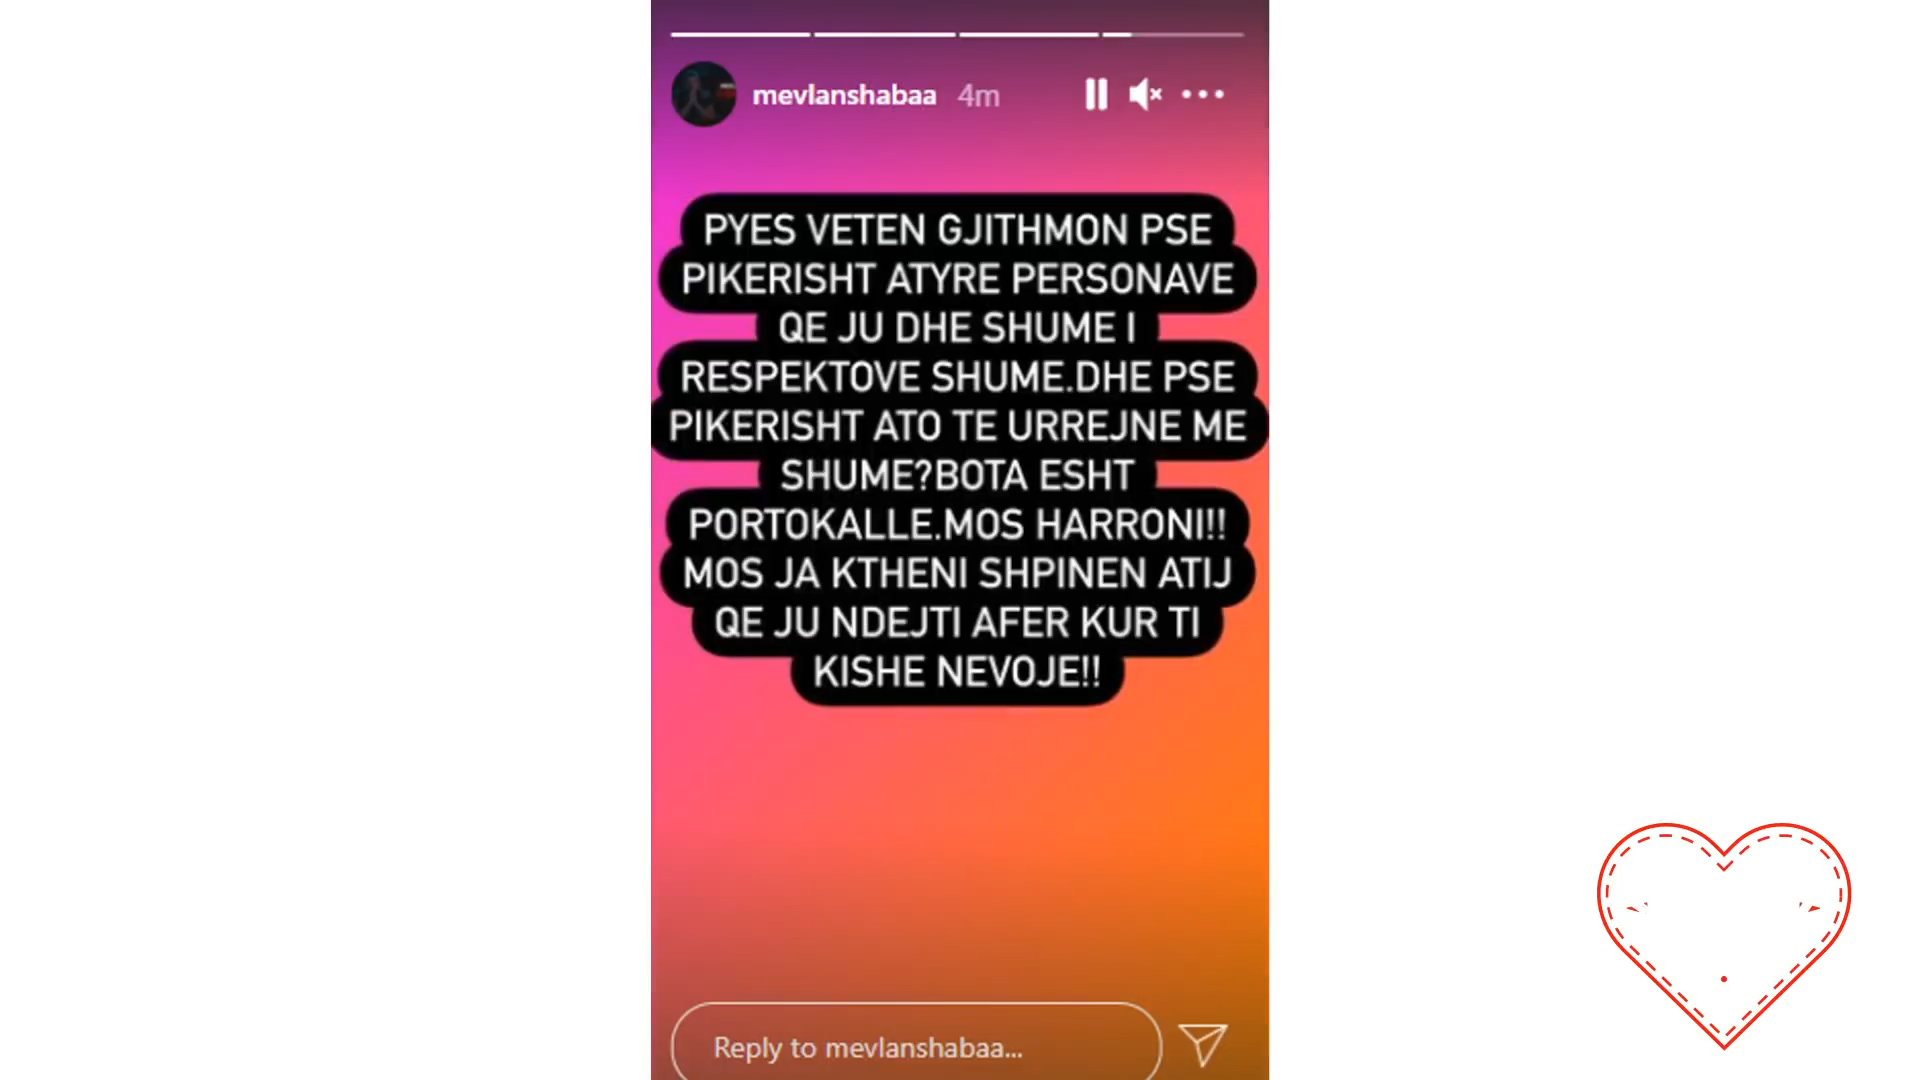 mevlanshabaa 4m
PYES VETEN GJITHMON PSE
PIKERISHT ATYRE PERSONAVE
QE JU DHE SHUME I
RESPEKTOVE SHUME.DHE PSE
PIKERISHT ATO TE URREJNE ME
SHUME?BOTA ESHT
PORTOKALLE.MOS HARRONI!!
MOS JA KTHENI SHPINEN ATIJ
QE JU NDEJTI AFER KUR TI
KISHE NEVOJE!!
Reply to mevlanshabaa...